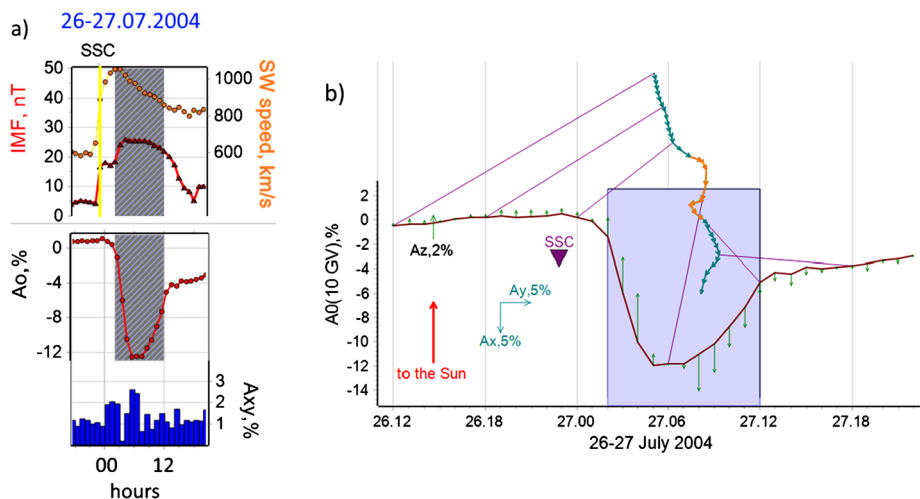 26-27.07.2004
a)
SSC
50
40
30
20
10
0
IMF, nT
1000
800
600
SW speed, km/s
0
-4
-8
-12
Ao,%
3
2
1
Axy,%
00 12
hours
b)
2
0
-2
-4
-6
-8
-10
-12
-14
A0(10 GV),%
Az,2%
SSC
Ay,5%
Ax,5%
to the Sun
26.12 26.18 27.00 27.06 27.12 27.18
26-27 July 2004